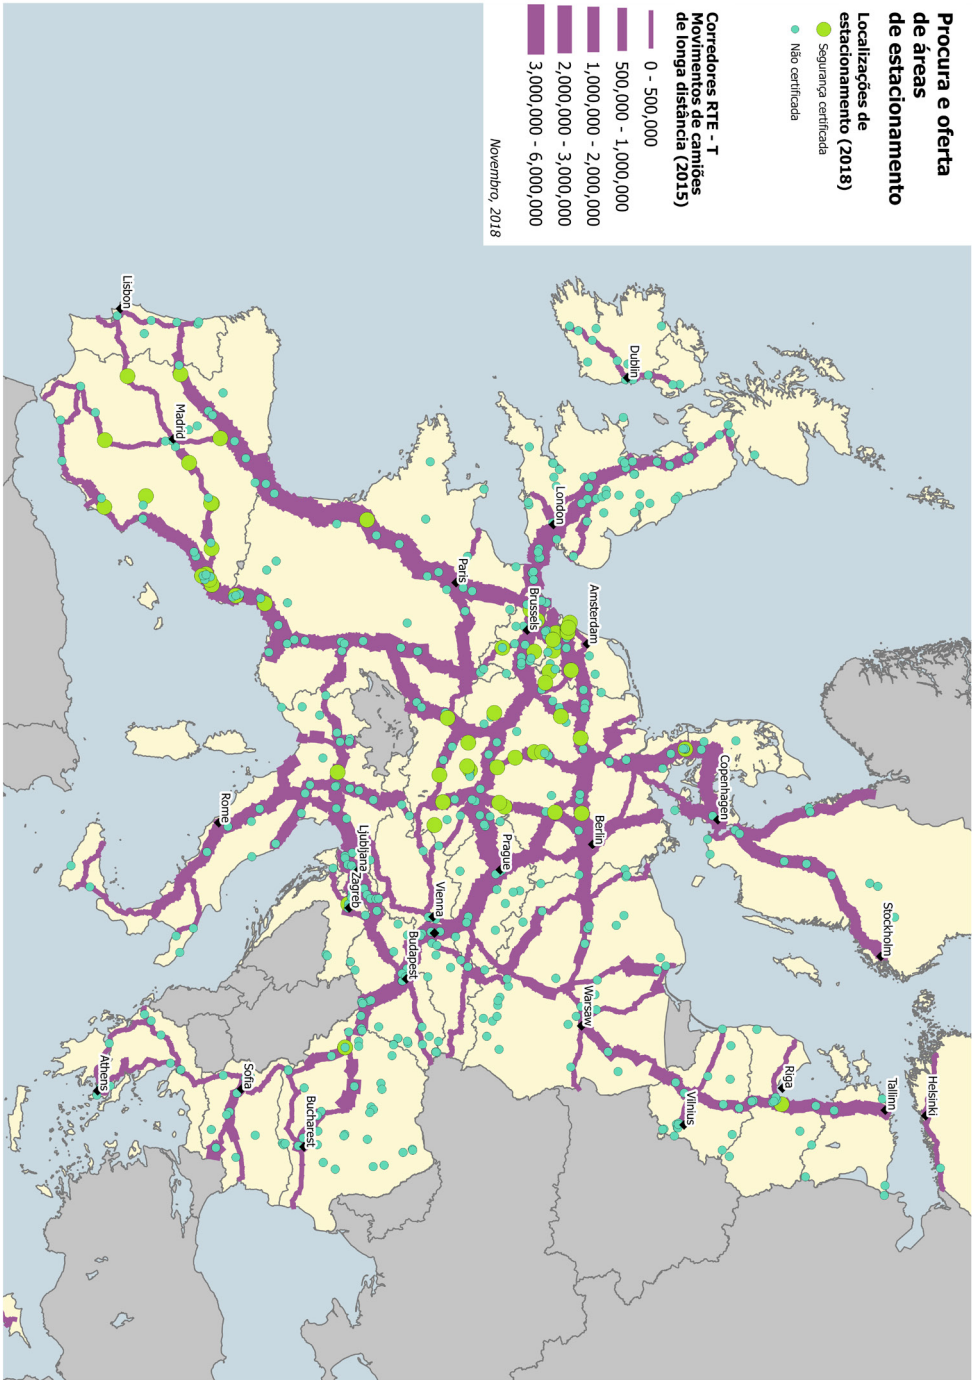 Procura e oferta
de áreas
de estacionamento
Localizações de
estacionamento (2018)
Segurança certificada
Não certificada
Corredores RTE - T
Movimentos de camiões
de longa distância (2015)
0 - 500,000
500,000 - 1,000,000
1,000,000 - 2,000,000
2,000,000 - 3,000,000
3,000,000 - 6,000,000
Novembro, 2018
Helsinki
Tallinn
Stockholm
Riga
Copenhagen
Vilnius
Dublin
Amsterdam
Berlin
Warsaw
London
Brussels
Prague
Paris
Vienna
Budapest
Ljubljana
Zagreb
Bucharest
Sofia
Rome
Madrid
Lisbon
Athens